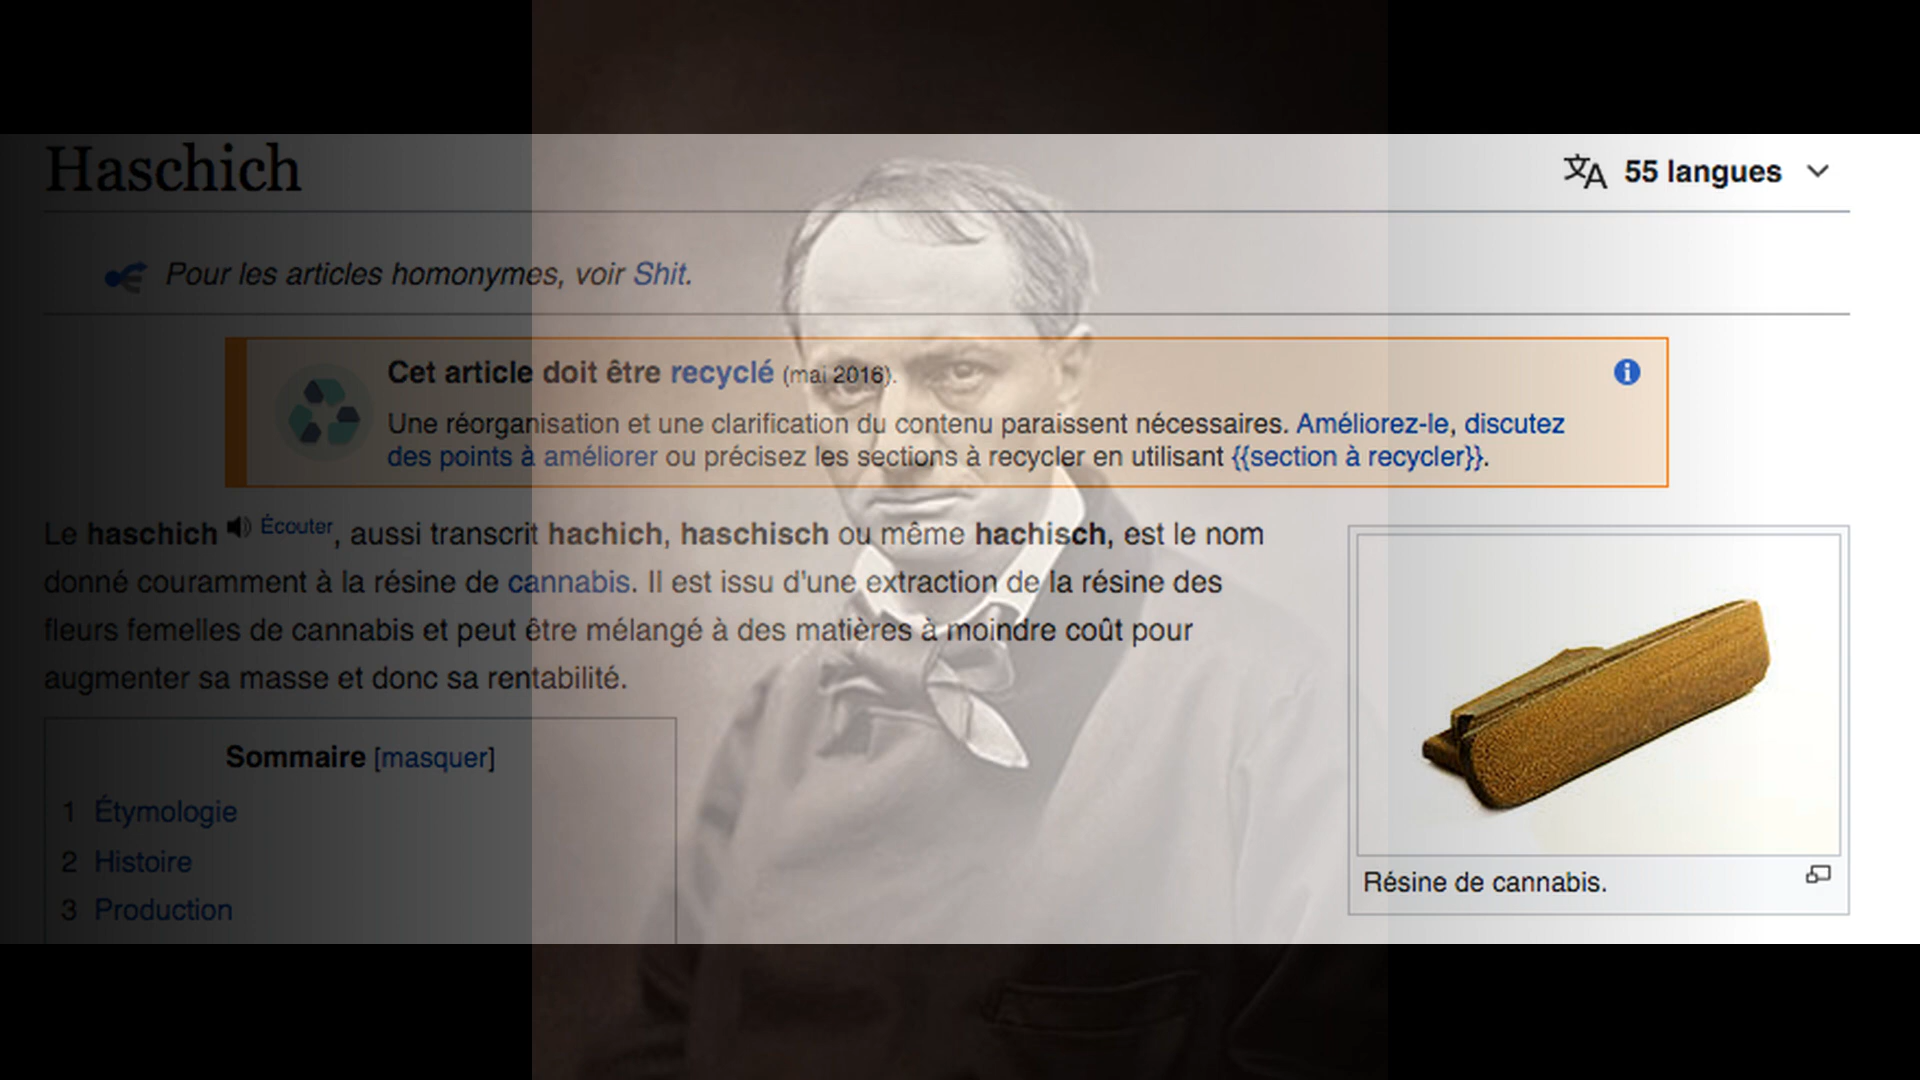 Haschich
55 langues
Pour les articles homonymes, voir Shit.
Cet article doit être recyclé (mai 2016).
Une réorganisation et une clarification du contenu paraissent nécessaires. Améliorez-le, discutez
des points à améliorer ou précisez les sections à recycler en utilisant {{section à recycler}}.
Le haschich Écouter, aussi transcrit hachich, haschisch ou même hachisch, est le nom
donné couramment à la résine de cannabis. Il est issu d'une extraction de la résine des
fleurs femelles de cannabis et peut être mélangé à des matières à moindre coût pour
augmenter sa masse et donc sa rentabilité.
Sommaire [masquer]
1 Étymologie
2 Histoire
3 Production
Résine de cannabis.